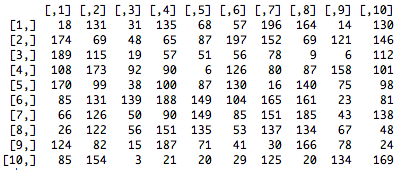 [,1] [,2] [,3] [,4] [,5] [,6] [,7] [,8] [,9] [,10]
[1,] 18 131 31 135 68 57 196 164 14 130
[2,] 174 69 48 65 87 197 152 69 121 146
[3,] 189 115 19 57 51 56 78 9 6 112
[4,] 108 173 92 90 6 126 80 87 158 101
[5,] 170 99 38 100 87 130 16 140 75 98
[6,] 85 131 139 188 149 104 165 161 23 81
[7,] 66 126 50 90 149 85 151 185 43 138
[8,] 26 122 56 151 135 53 137 134 67 48
[9,] 124 82 15 187 71 41 30 166 78 24
[10,] 85 154 3 21 20 29 125 20 134 169